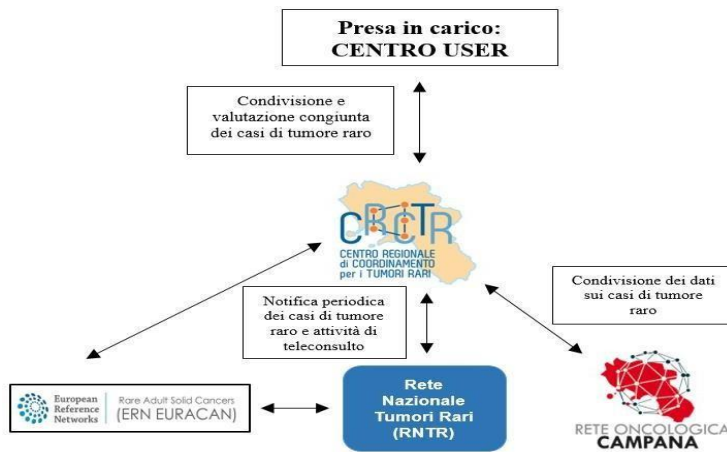 Presa in carico:
CENTRO USER
Condivisione e
valutazione congiunta
dei casi di tumore raro
CRCTR
CENTRO REGIONALE
di COORDINAMENTO
per i TUMORI RARI
Condivisione dei dati
sui casi di tumore
raro
Notifica periodica
dei casi di tumore
raro e attività di
teleconsulto
European
Reference
Networks
Rare Adult Solid Cancers
(ERN EURACAN)
Rete
Nazionale
Tumori Rari
(RNTR)
RETE ONCOLOGICA
CAMPANA